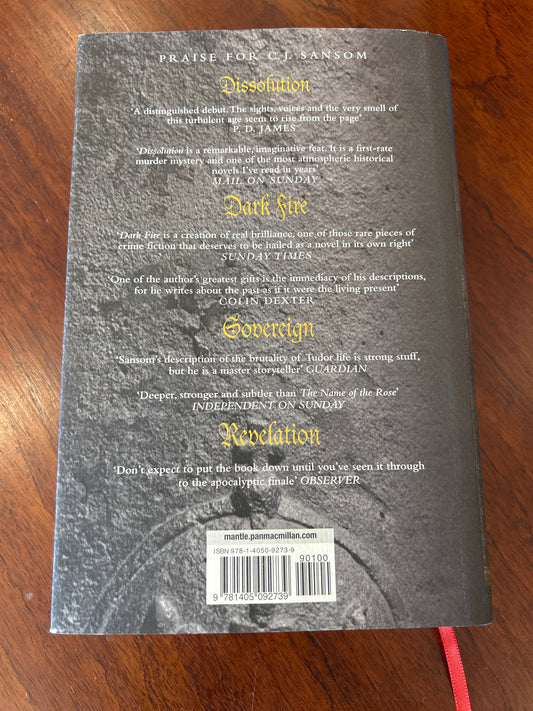 PRAISE FOR C.J. SANSOM
Dissolution
'A distinguished debut. The sights, voices and the very smell of
this turbulent age seem to rise from the page'
P. D. JAMES
'Dissolution is a remarkable, imaginative feat. It is a first-rate
murder mystery and one of the most atmospheric historical
novels I've read in years'
MAIL ON SUNDAY
Dark Fire
'Dark Fire is a creation of real brilliance, one of those rare pieces of
crime fiction that deserves to be hailed as a novel in its own right'
SUNDAY TIMES
'One of the author's greatest gifts is the immediacy of his descriptions,
for he writes about the past as if it were the living present'
COLIN DEXTER
Sovereign
'Sansom's description of the brutality of Tudor life is strong stuff,
but he is a master storyteller' GUARDIAN
'Deeper, stronger and subtler than The Name of the Rose'
INDEPENDENT ON SUNDAY
Revelation
'Don't expect to put the book down until you've seen it through
to the apocalyptic finale' OBSERVER
mantle.panmacmillan.com
ISBN 978-1-4050-9273-9
90100
9 781405 092739